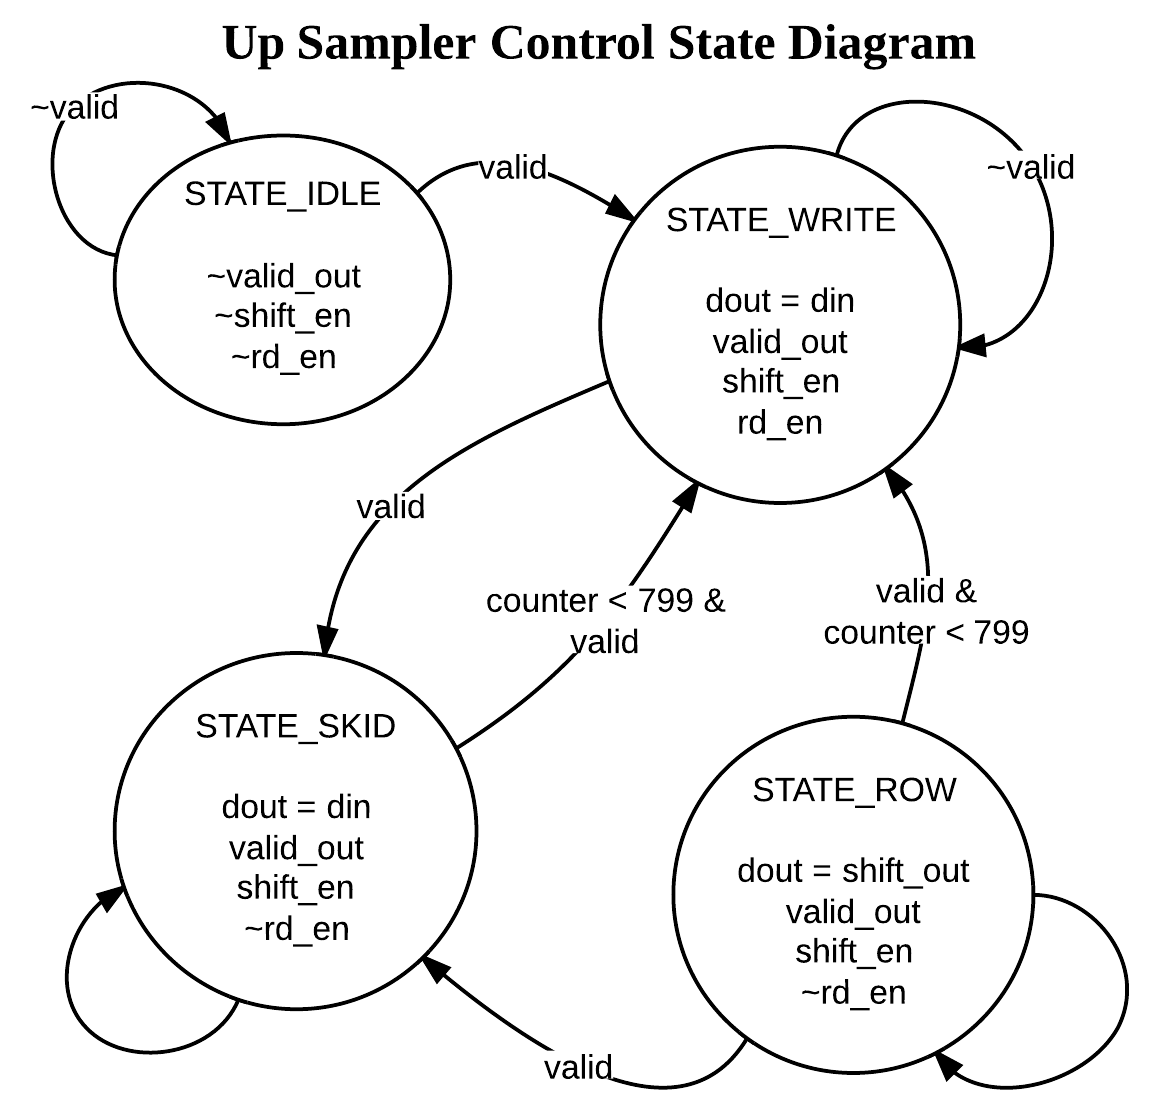 Up Sampler Control State Diagram
~valid
STATE_IDLE
~valid_out
~shift_en
~rd_en
valid
STATE_WRITE
dout = din
valid_out
shift_en
rd_en
~valid
valid
counter < 799 &
valid
valid &
counter < 799
STATE_SKID
dout = din
valid_out
shift_en
~rd_en
STATE_ROW
dout = shift_out
valid_out
shift_en
~rd_en
valid